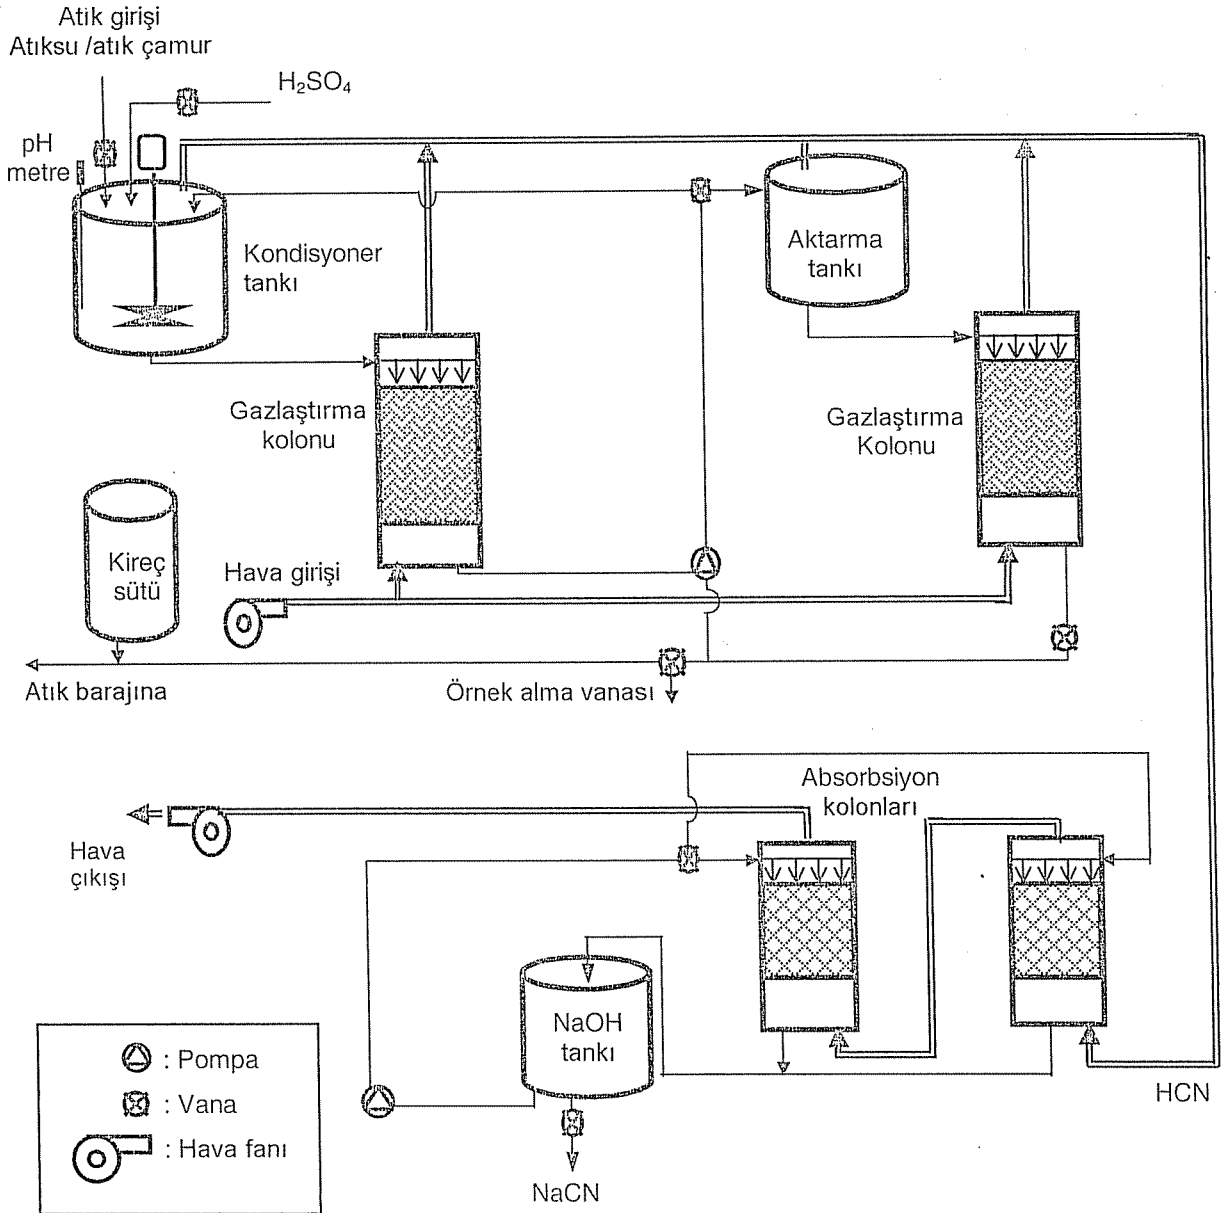 Atik girişi
Atıksu /atık çamur
H₂SO₄
pH
metre
Kondisyoner
tankı
Aktarma
tankı
Gazlaştırma
kolonu
Gazlaştırma
Kolonu
Kireç
sütü
Hava girişi
Atık barajına
Örnek alma vanası
Absorbsiyon
kolonları
Hava
çıkışı
NaOH
tankı
HCN
NaCN
: Pompa
: Vana
: Hava fanı